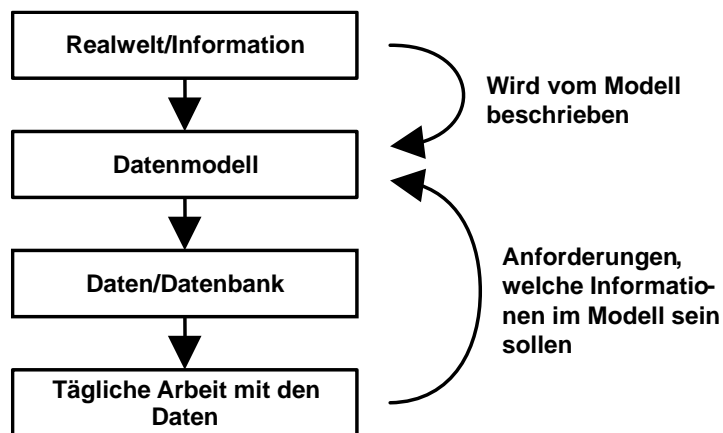 Realwelt/Information
Wird vom Modell
beschrieben
Datenmodell
Daten/Datenbank
Anforderungen,
welche Informatio-
nen im Modell sein
sollen
Tägliche Arbeit mit den
Daten